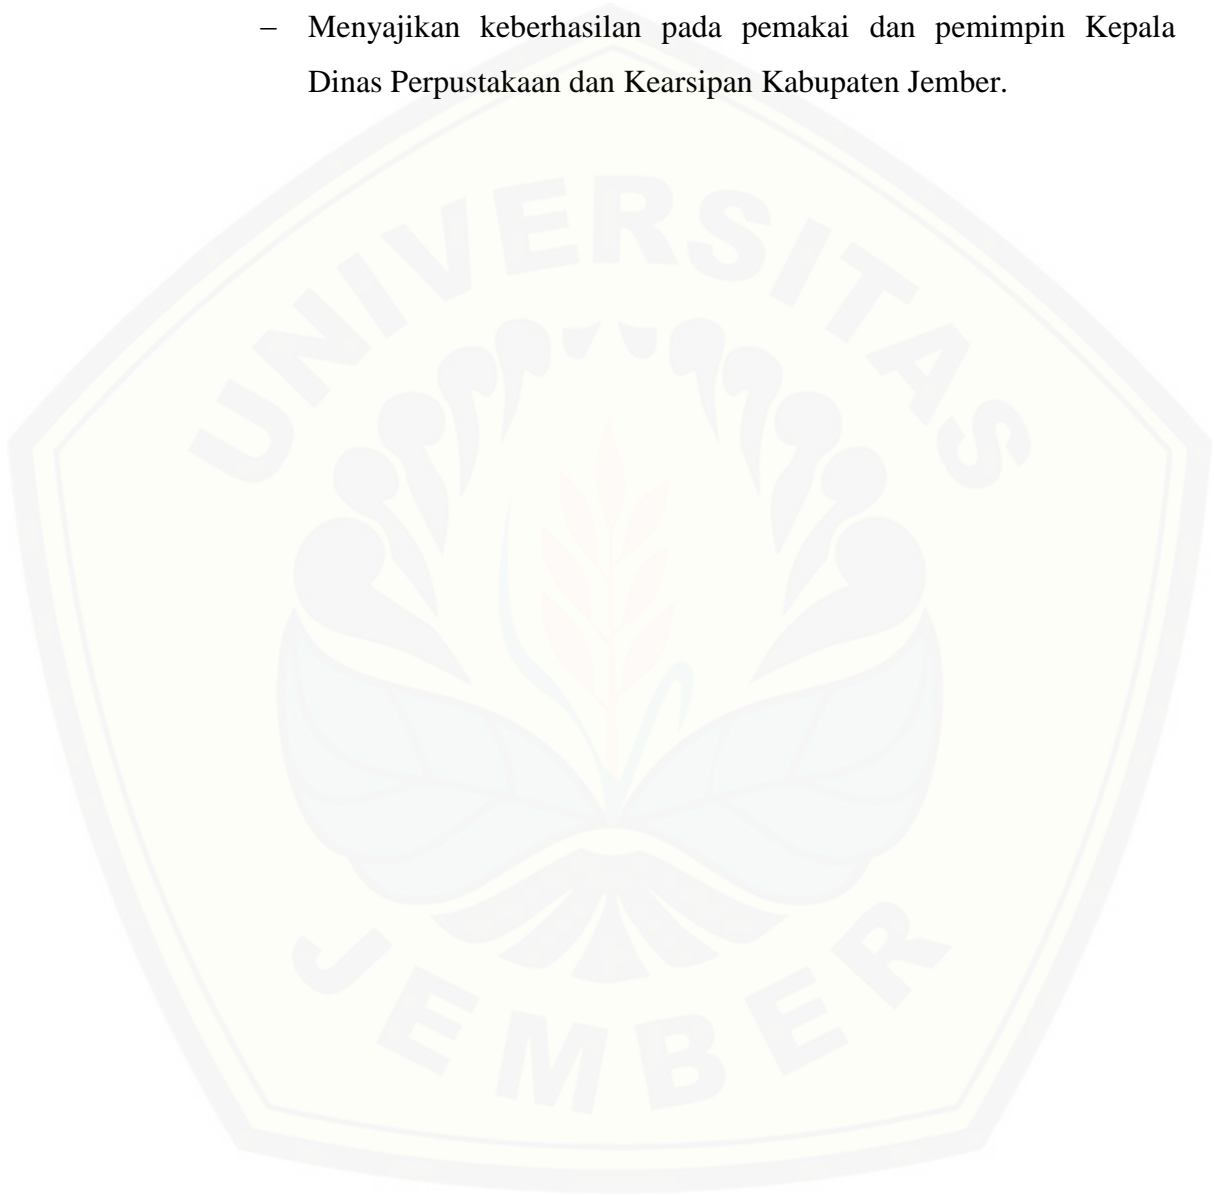 – Menyajikan keberhasilan pada pemakai dan pemimpin Kepala
Dinas Perpustakaan dan Kearsipan Kabupaten Jember.
UNIVERSITAS
JEMBER